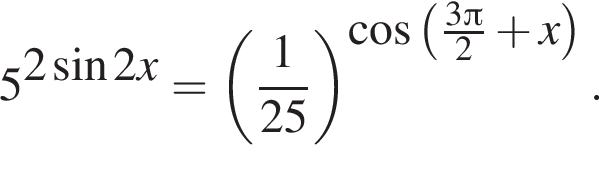 5^{2 sin 2x} = (1/25)^{cos(3π/2 + x)}.